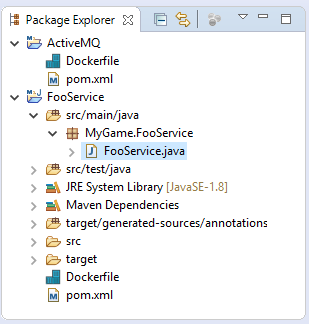 Package Explorer
ActiveMQ
Dockerfile
pom.xml
FooService
src/main/java
MyGame.FooService
FooService.java
src/test/java
JRE System Library [JavaSE-1.8]
Maven Dependencies
target/generated-sources/annotations
src
target
Dockerfile
pom.xml